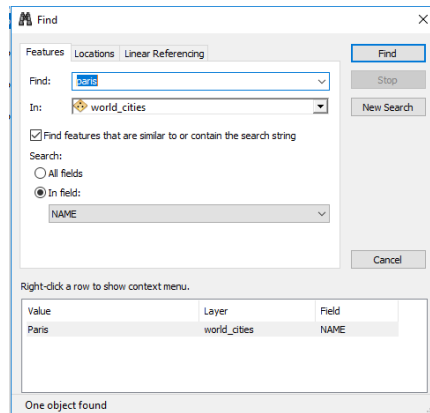 Find
Features Locations Linear Referencing
Find: paris Find
Stop
In: world_cities New Search
Find features that are similar to or contain the search string
Search:
All fields
In field:
NAME
Cancel
Right-click a row to show context menu.
Value Layer Field
Paris world_cities NAME
One object found